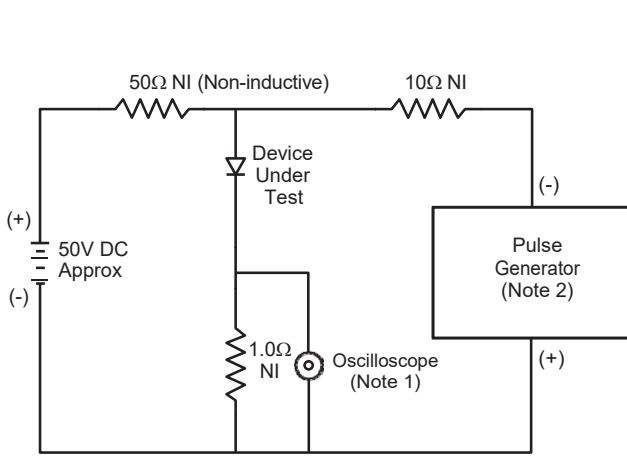 50Ω NI (Non-inductive)
10Ω NI
Device
Under
Test
(+)
50V DC
Approx
(-)
(-)
Pulse
Generator
(Note 2)
(+)
1.0Ω
NI
Oscilloscope
(Note 1)